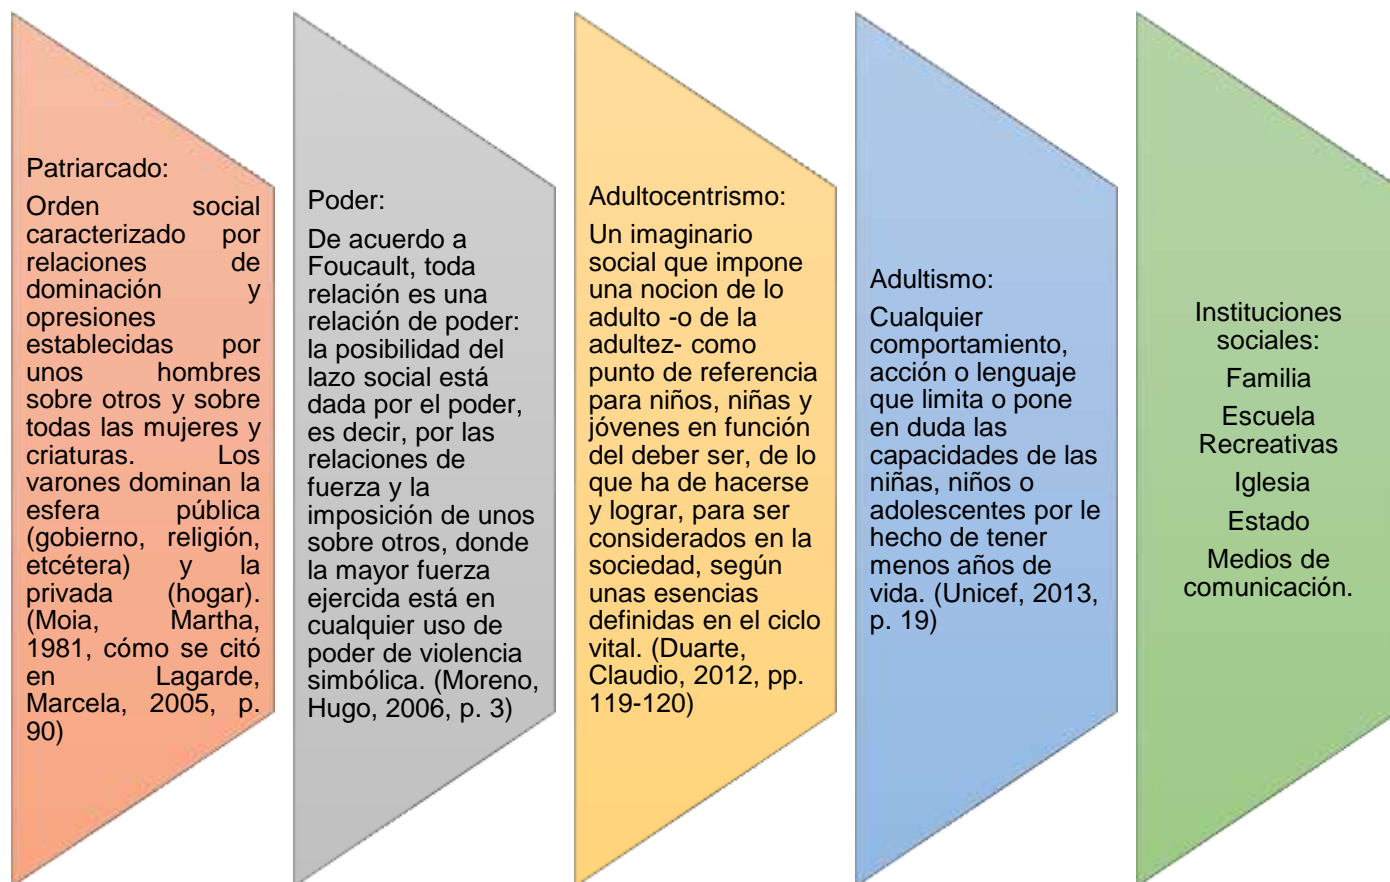 Patriarcado:
Orden social
caracterizado por
relaciones de
dominación y
opresiones
establecidas por
unos hombres
sobre otros y sobre
todas las mujeres y
criaturas. Los
varones dominan la
esfera pública
(gobierno, religión,
etcétera) y la
privada (hogar).
(Moia, Martha,
1981, cómo se citó
en Lagarde,
Marcela, 2005, p.
90)
Poder:
De acuerdo a
Foucault, toda
relación es una
relación de poder:
la posibilidad del
lazo social está
dada por el poder,
es decir, por las
relaciones de
fuerza y la
imposición de unos
sobre otros, donde
la mayor fuerza
ejercida está en
cualquier uso de
poder de violencia
simbólica. (Moreno,
Hugo, 2006, p. 3)
Adultocentrismo:
Un imaginario
social que impone
una nocion de lo
adulto -o de la
adultez- como
punto de referencia
para niños, niñas y
jóvenes en función
del deber ser, de lo
que ha de hacerse
y lograr, para ser
considerados en la
sociedad, según
unas esencias
definidas en el ciclo
vital. (Duarte,
Claudio, 2012, pp.
119-120)
Adultismo:
Cualquier
comportamiento,
acción o lenguaje
que limita o pone
en duda las
capacidades de las
niñas, niños o
adolescentes por le
hecho de tener
menos años de
vida. (Unicef, 2013,
p. 19)
Instituciones
sociales:
Familia
Escuela
Recreativas
Iglesia
Estado
Medios de
comunicación.